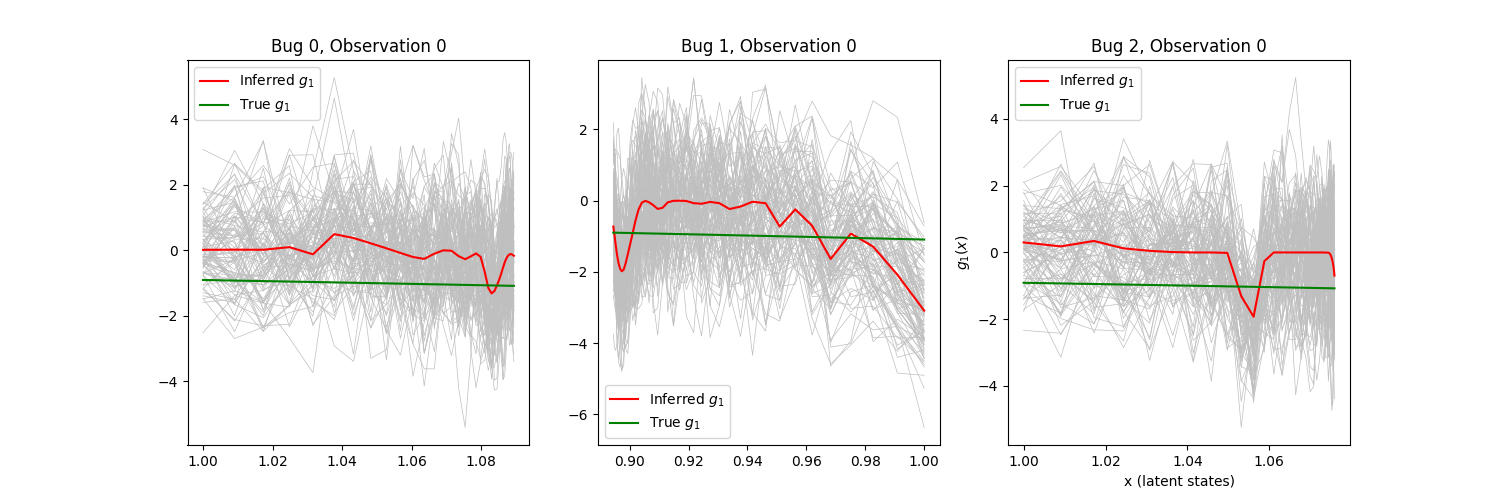 Bug 0, Observation 0
Inferred g₁
True g₁
4
2
0
−2
−4
1.00 1.02 1.04 1.06 1.08
Bug 1, Observation 0
2
0
−2
−4
−6
Inferred g₁
True g₁
0.90 0.92 0.94 0.96 0.98 1.00
Bug 2, Observation 0
Inferred g₁
True g₁
g₁(x)
4
2
0
−2
−4
1.00 1.02 1.04 1.06
x (latent states)